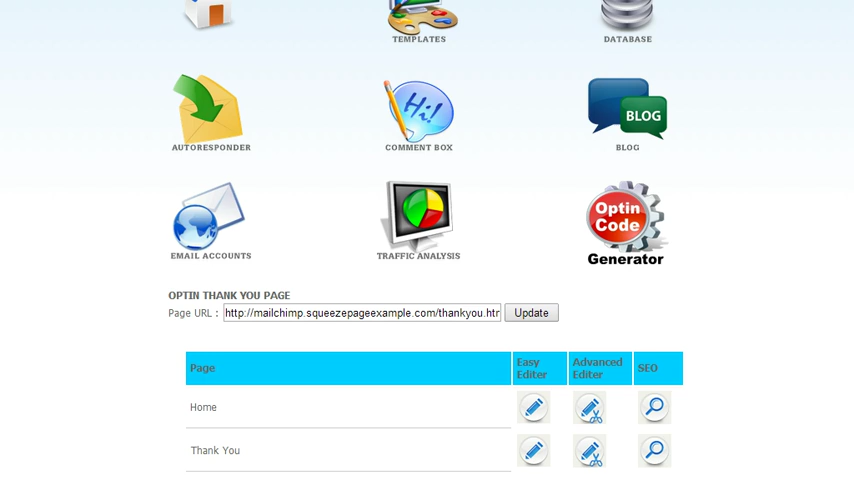 TEMPLATES
DATABASE
Hi!
BLOG
AUTORESPONDER
COMMENT BOX
BLOG
Optin
Code
Generator
EMAIL ACCOUNTS
TRAFFIC ANALYSIS
OPTIN THANK YOU PAGE
Page URL : http://mailchimp.squeezepageexample.com/thankyou.htr Update
Page Easy Editer Advanced Editer SEO
Home
Thank You